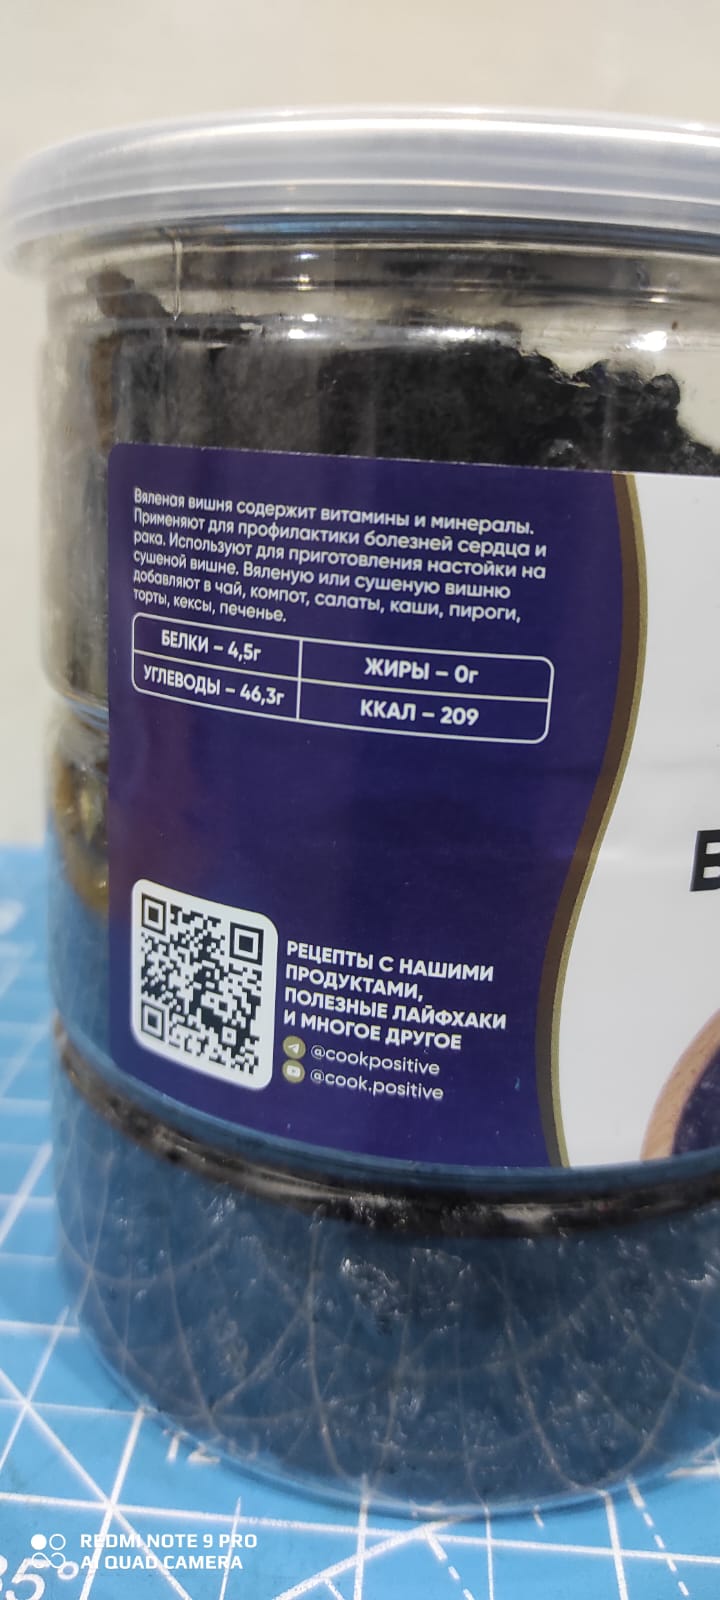 Вяленая вишня содержит витамины и минералы.
Применяют для профилактики болезней сердца и
рака. Используют для приготовления настойки на
сушеной вишне. Вяленую или сушеную вишню
добавляют в чай, компот, салаты, каши, пироги,
торты, кексы, печенье.
БЕЛКИ – 4,5г
ЖИРЫ – 0г
УГЛЕВОДЫ – 46,3г
ККАЛ – 209
В
РЕЦЕПТЫ С НАШИМИ
ПРОДУКТАМИ,
ПОЛЕЗНЫЕ ЛАЙФХАКИ
И МНОГОЕ ДРУГОЕ
@cookpositive
@cook.positive
REDMI NOTE 9 PRO
AI QUAD CAMERA